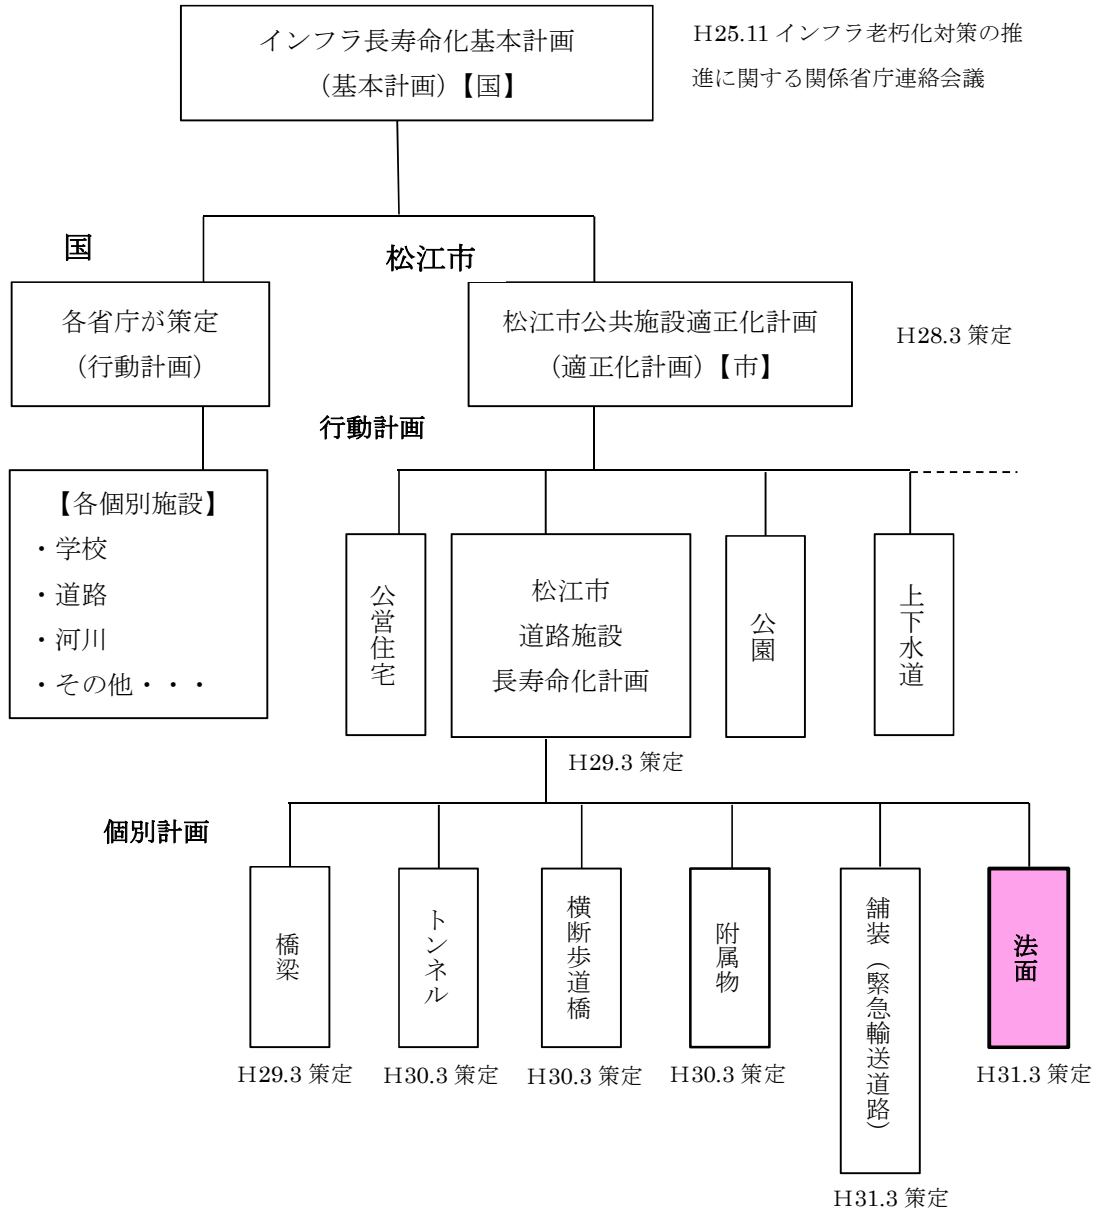 インフラ長寿命化基本計画
（基本計画）【国】
H25.11 インフラ老朽化対策の推
進に関する関係省庁連絡会議
国
松江市
各省庁が策定
（行動計画）
松江市公共施設適正化計画
（適正化計画）【市】
H28.3 策定
行動計画
【各個別施設】
・学校
・道路
・河川
・その他・・・
公営住宅
松江市
道路施設
長寿命化計画
公園
上下水道
H29.3 策定
個別計画
橋梁
トンネル
横断歩道橋
附属物
舗装（緊急輸送道路）
法面
H29.3 策定
H30.3 策定
H30.3 策定
H30.3 策定
H31.3 策定
H31.3 策定